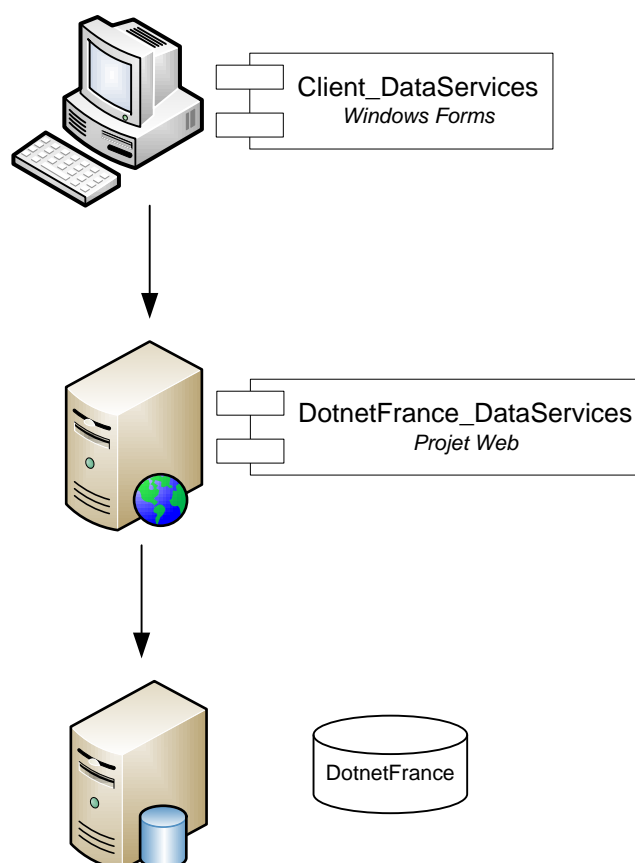 Client_DataServices
Windows Forms
DotnetFrance_DataServices
Projet Web
DotnetFrance